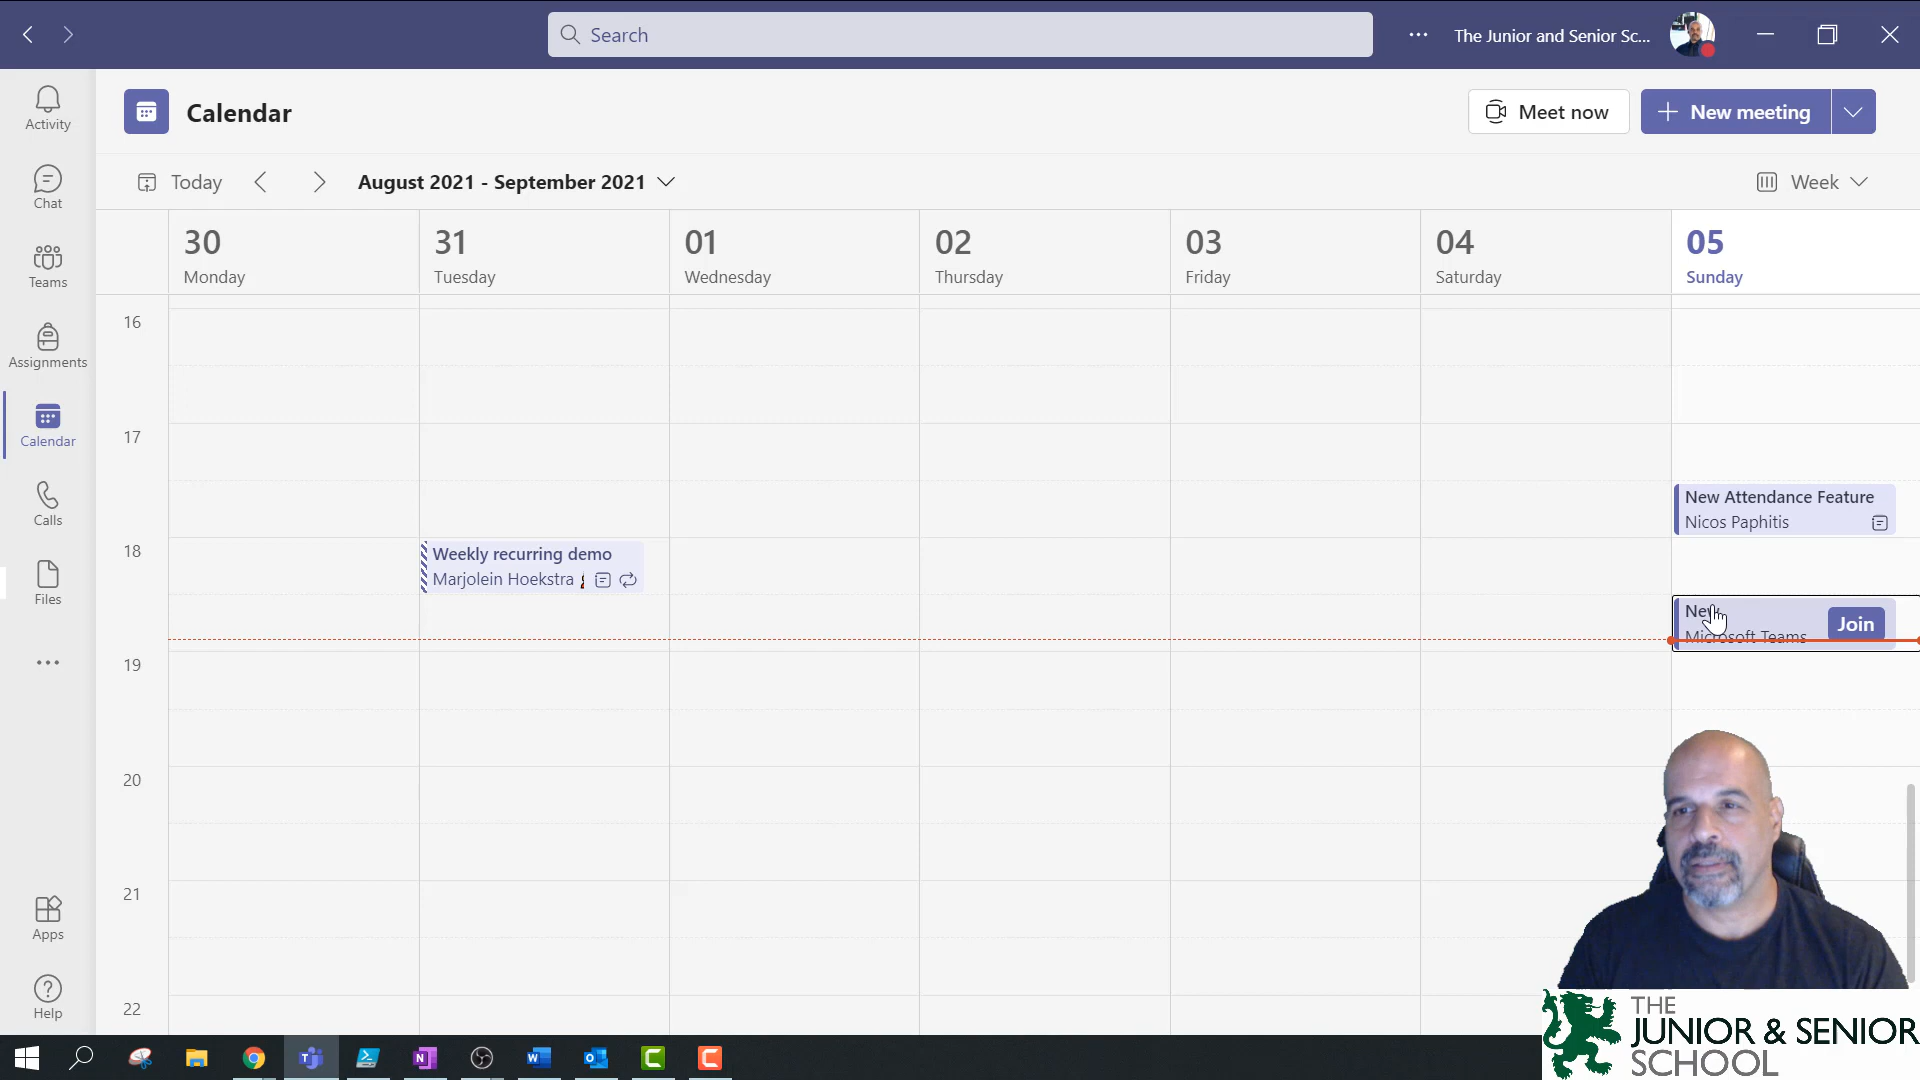 Search
The Junior and Senior Sc...
Activity
Chat
Teams
Assignments
Calendar
Calls
Files
Apps
Help
Calendar
Meet now
New meeting
Today
August 2021 - September 2021
Week
30
Monday
31
Tuesday
01
Wednesday
02
Thursday
03
Friday
04
Saturday
05
Sunday
16
17
18
19
20
21
22
Weekly recurring demo
Marjolein Hoekstra
New Attendance Feature
Nicos Paphitis
New
Microsoft Teams
Join
THE
JUNIOR & SENIOR
SCHOOL